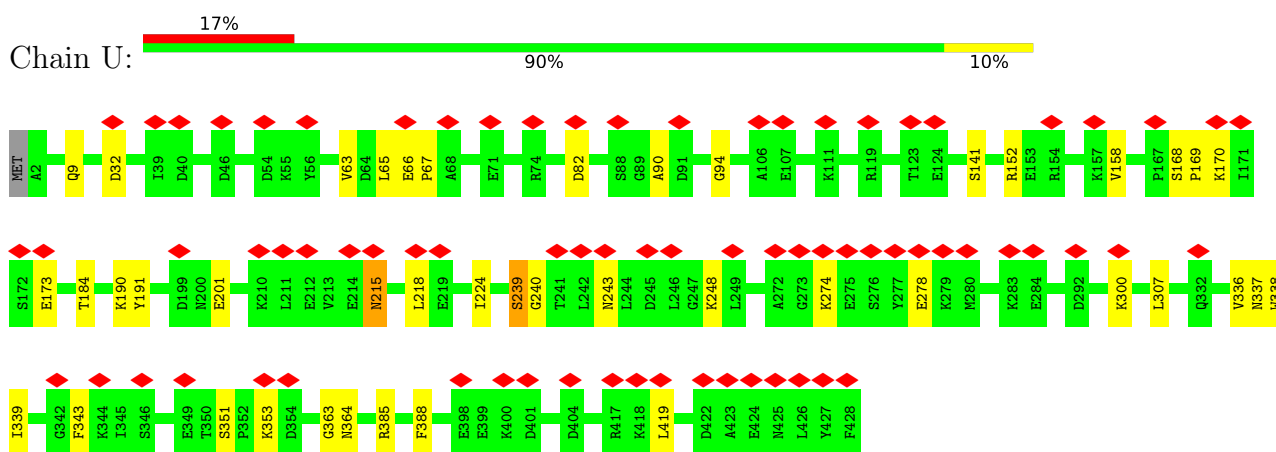 17%
Chain U:
90% 10%
MET A2 Q9 D32 I39 D40 D46 D54 K55 Y56 V63 D64 L65 E66 P67 A68 E71 R74 D82 S88 G89 A90 D91 G94 A106 E107 K111 R119 T123 E124 S141 R152 E153 R154 K157 V158 P167 S168 P169 K170 I171
S172 E173 T184 K190 Y191 D199 N200 E201 K210 L211 E212 V213 E214 N215 L218 E219 I224 S239 G240 T241 L242 N243 L244 D245 L246 G247 K248 L249 A272 G273 K274 E275 S276 Y277 E278 K279 M280 K283 E284 D292 K300 L307 Q332 V336 N337 W338
I339 G342 F343 K344 I345 S346 E349 T350 S351 P352 K353 D354 G363 N364 R385 F388 E398 E399 K400 D401 D404 R417 K418 L419 D422 A423 E424 N425 L426 Y427 F428